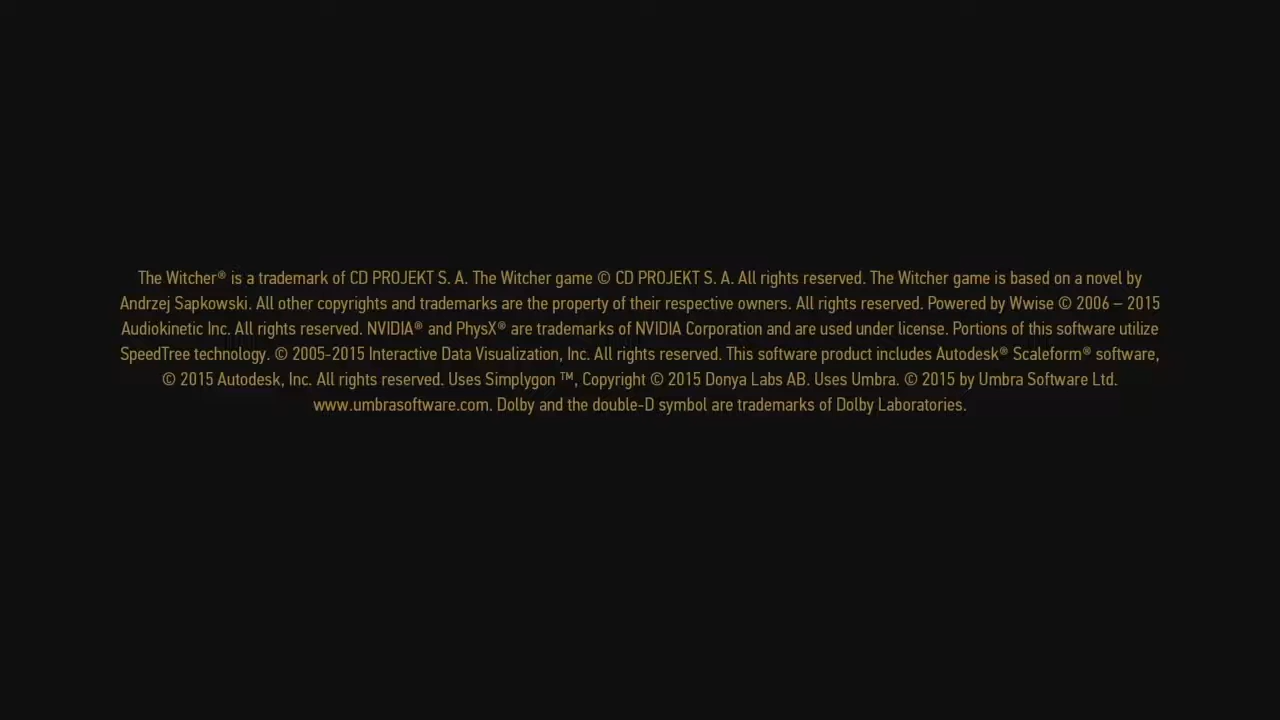 The Witcher® is a trademark of CD PROJEKT S. A. The Witcher game © CD PROJEKT S. A. All rights reserved. The Witcher game is based on a novel by
Andrzej Sapkowski. All other copyrights and trademarks are the property of their respective owners. All rights reserved. Powered by Wwise © 2006 – 2015
Audiokinetic Inc. All rights reserved. NVIDIA® and PhysX® are trademarks of NVIDIA Corporation and are used under license. Portions of this software utilize
SpeedTree technology. © 2005-2015 Interactive Data Visualization, Inc. All rights reserved. This software product includes Autodesk® Scaleform® software,
© 2015 Autodesk, Inc. All rights reserved. Uses Simplygon ™, Copyright © 2015 Donya Labs AB. Uses Umbra. © 2015 by Umbra Software Ltd.
www.umbrasoftware.com. Dolby and the double-D symbol are trademarks of Dolby Laboratories.